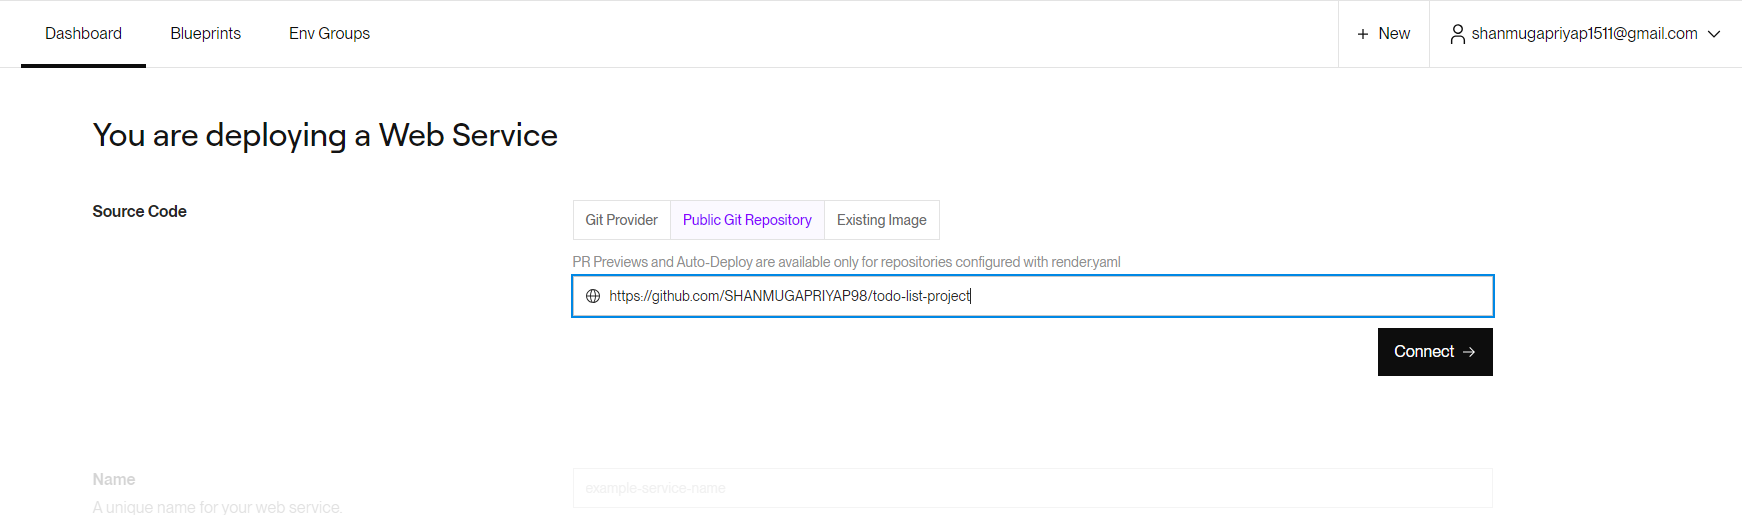 Dashboard Blueprints Env Groups + New shanmugapriyap1511@gmail.com
You are deploying a Web Service
Source Code
Git Provider Public Git Repository Existing Image
PR Previews and Auto-Deploy are available only for repositories configured with render.yaml
https://github.com/SHANMUGAPRIYAP98/todo-list-project
Connect →
Name
example-service-name
A unique name for your web service.